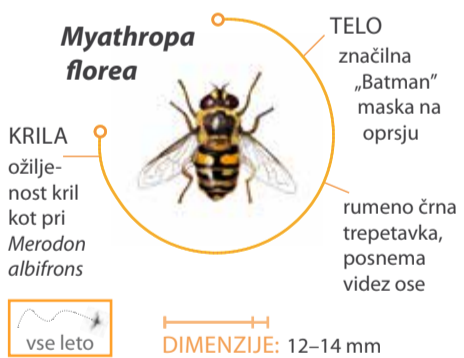 Myathropa
florea
TELO
značilna
„Batman”
maska na
oprsju
KRILA
ožilje-
nost kril
kot pri
Merodon
albifrons
rumeno črna
trepetavka,
posnema
videz ose
vse leto
DIMENZIJE: 12–14 mm